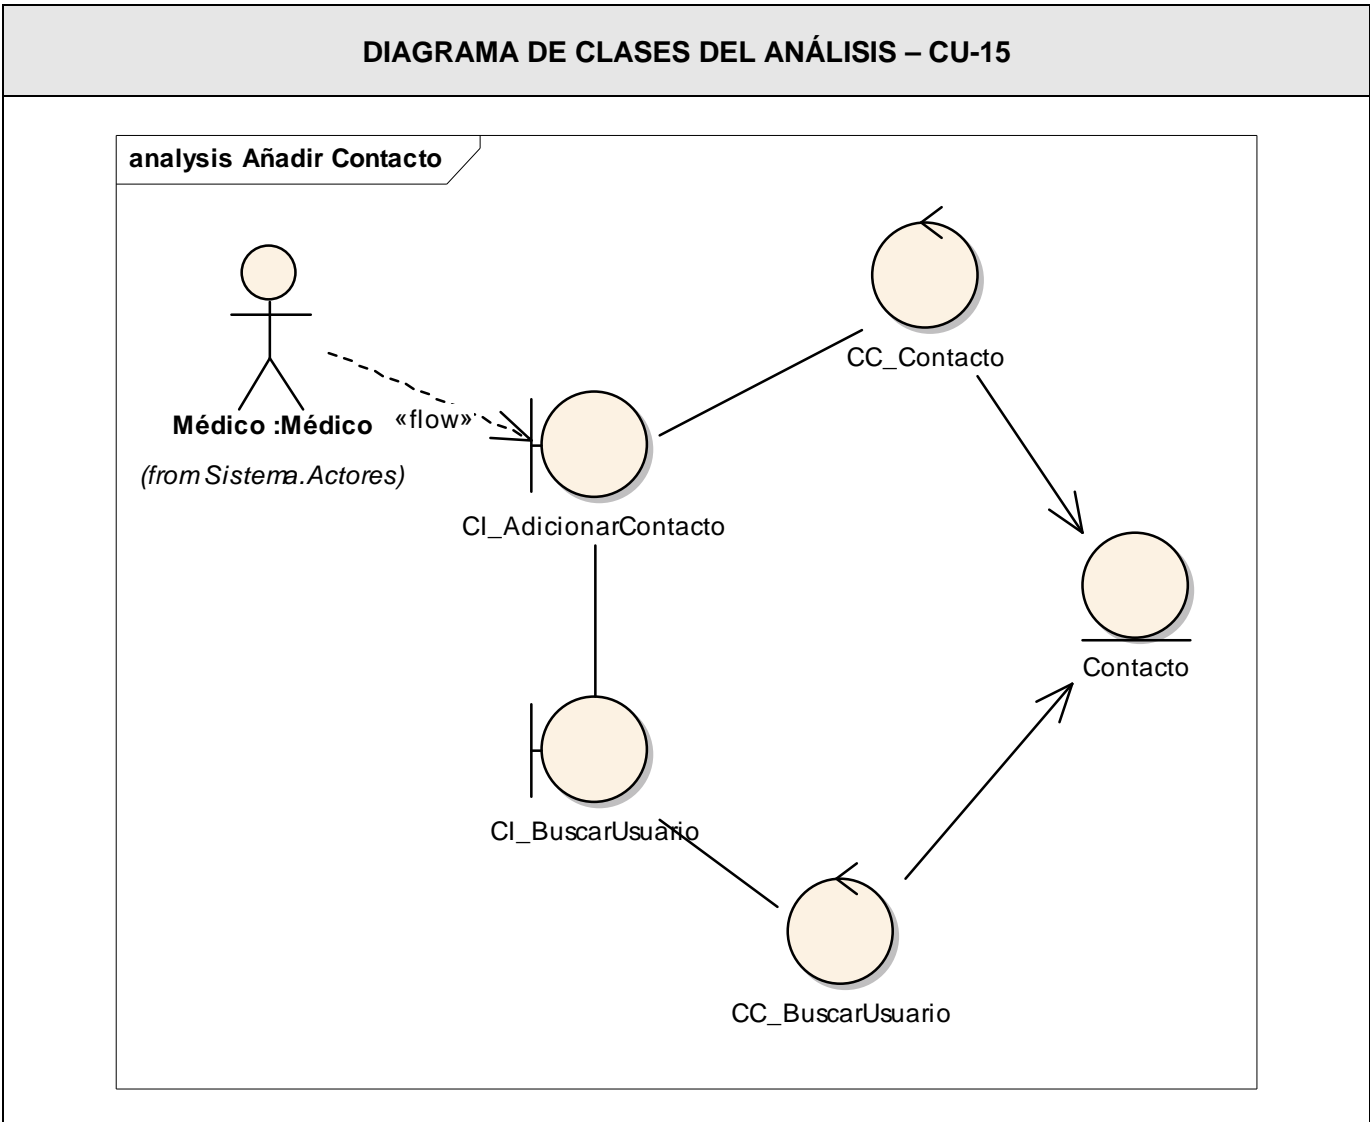 DIAGRAMA DE CLASES DEL ANÁLISIS – CU-15
analysis Añadir Contacto
CC_Contacto
Médico :Médico
«flow»
(from Sistema.Actores)
CI_AdicionarContacto
Contacto
CI_BuscarUsuario
CC_BuscarUsuario